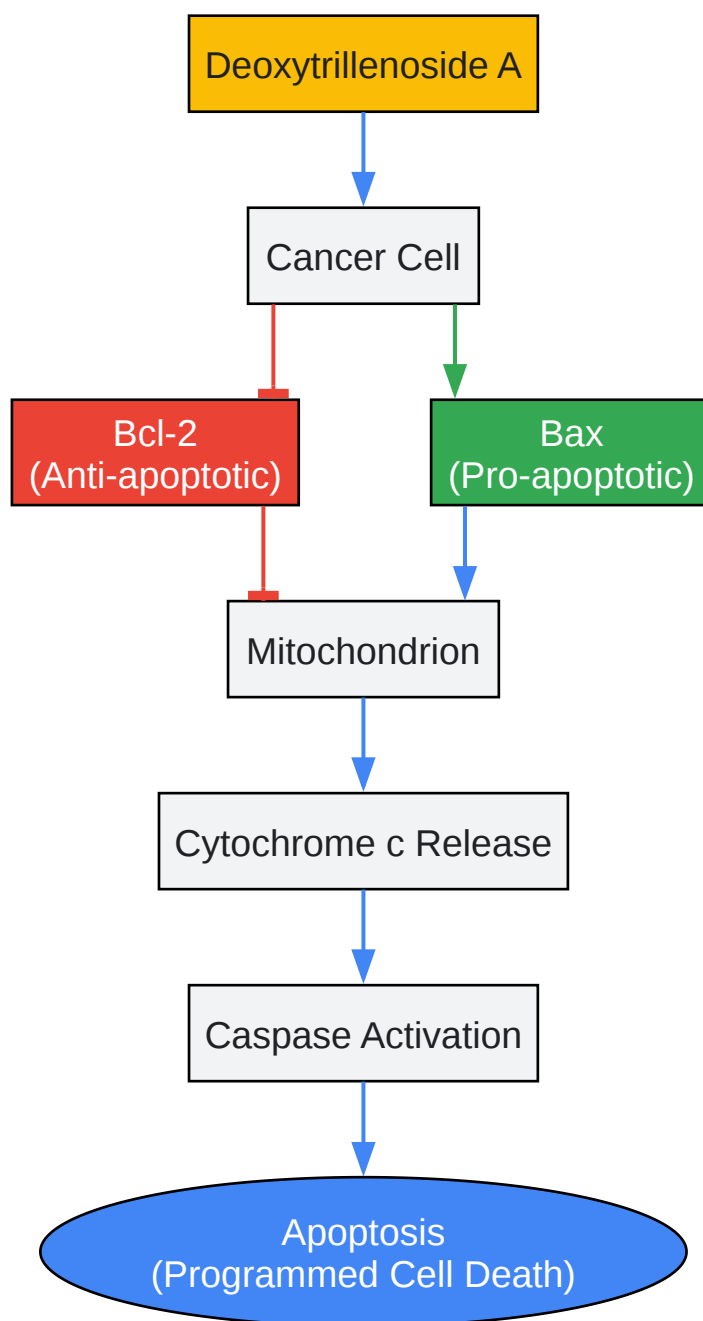 Deoxytrillenoside A
Cancer Cell
Bcl-2
(Anti-apoptotic)
Bax
(Pro-apoptotic)
Mitochondrion
Cytochrome c Release
Caspase Activation
Apoptosis
(Programmed Cell Death)